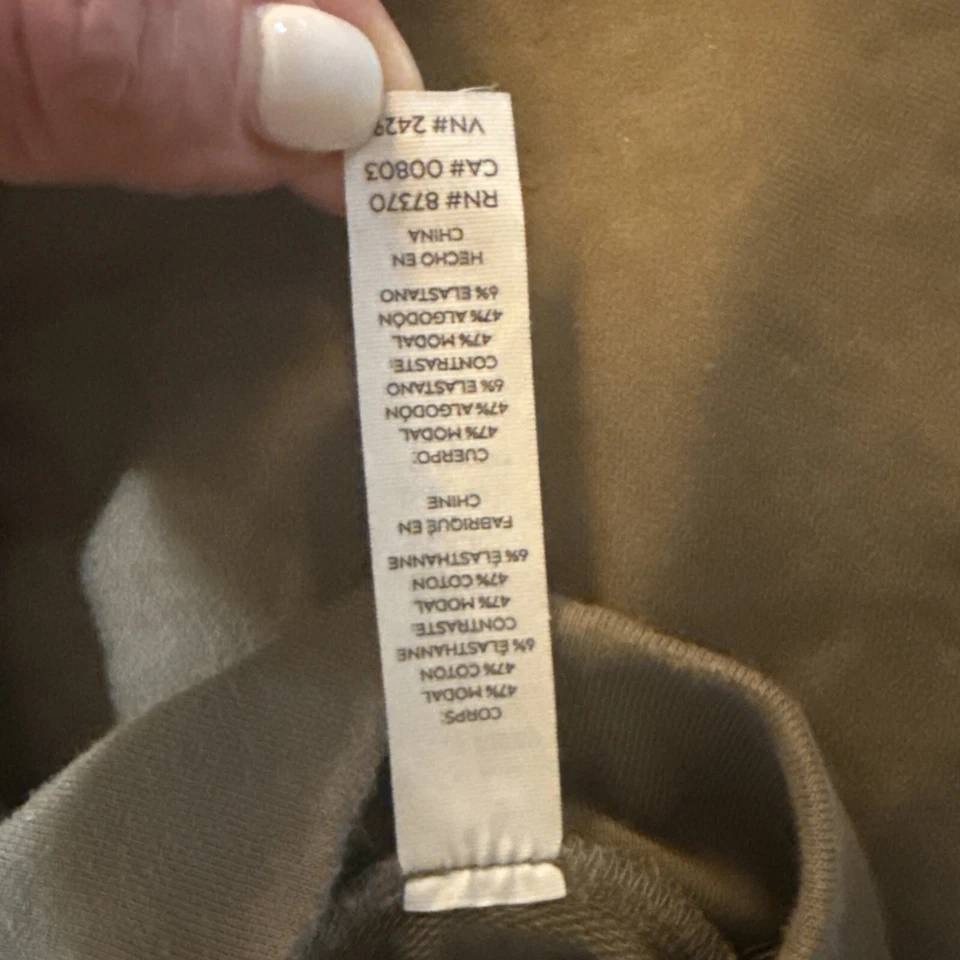 CORPS:
47% MODAL
47% COTON
6% ÉLASTHANNE
CONTRASTE:
47% MODAL
47% COTON
6% ÉLASTHANNE
FABRIQUÉ EN
CHINE
CUERPO:
47% MODAL
47% ALGODÓN
6% ELASTANO
CONTRASTE:
47% MODAL
47% ALGODÓN
6% ELASTANO
HECHO EN
CHINA
RN# 87370
CA# 00803
VN#